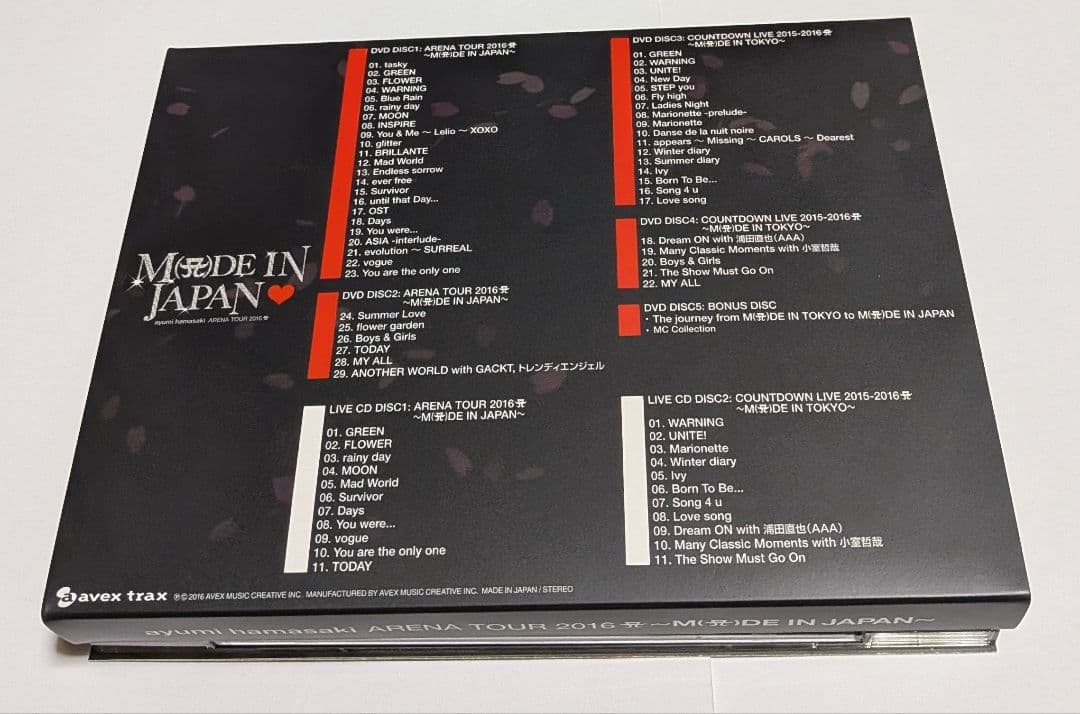 M(A)DE IN
JAPAN
ayumi hamasaki ARENA TOUR 2016 A
DVD DISC1: ARENA TOUR 2016 A
～M(A)DE IN JAPAN～
01. tasky
02. GREEN
03. FLOWER
04. WARNING
05. Blue Rain
06. rainy day
07. MOON
08. INSPIRE
09. You & Me ～ Lelio ～ XOXO
10. glitter
11. BRILLANTE
12. Mad World
13. Endless sorrow
14. ever free
15. Survivor
16. until that Day...
17. OST
18. Days
19. You were...
20. ASIA -interlude-
21. evolution ～ SURREAL
22. vogue
23. You are the only one
DVD DISC2: ARENA TOUR 2016 A
～M(A)DE IN JAPAN～
24. Summer Love
25. flower garden
26. Boys & Girls
27. TODAY
28. MY ALL
29. ANOTHER WORLD with GACKT, トレンディエンジェル
DVD DISC3: COUNTDOWN LIVE 2015-2016 A
～M(A)DE IN TOKYO～
01. GREEN
02. WARNING
03. UNITE!
04. New Day
05. STEP you
06. Fly high
07. Ladies Night
08. Marionette -prelude-
09. Marionette
10. Danse de la nuit noire
11. appears ～ Missing ～ CAROLS ～ Dearest
12. Winter diary
13. Summer diary
14. Ivy
15. Born To Be...
16. Song 4 u
17. Love song
DVD DISC4: COUNTDOWN LIVE 2015-2016 A
～M(A)DE IN TOKYO～
18. Dream ON with 浦田直也(AAA)
19. Many Classic Moments with 小室哲哉
20. Boys & Girls
21. The Show Must Go On
22. MY ALL
DVD DISC5: BONUS DISC
・The journey from M(A)DE IN TOKYO to M(A)DE IN JAPAN
・MC Collection
LIVE CD DISC1: ARENA TOUR 2016 A
～M(A)DE IN JAPAN～
01. GREEN
02. FLOWER
03. rainy day
04. MOON
05. Mad World
06. Survivor
07. Days
08. You were...
09. vogue
10. You are the only one
11. TODAY
LIVE CD DISC2: COUNTDOWN LIVE 2015-2016 A
～M(A)DE IN TOKYO～
01. WARNING
02. UNITE!
03. Marionette
04. Winter diary
05. Ivy
06. Born To Be...
07. Song 4 u
08. Love song
09. Dream ON with 浦田直也(AAA)
10. Many Classic Moments with 小室哲哉
11. The Show Must Go On
avex trax ℗©2016 AVEX MUSIC CREATIVE INC. MANUFACTURED BY AVEX MUSIC CREATIVE INC. MADE IN JAPAN / STEREO
ayumi hamasaki ARENA TOUR 2016 A ～M(A)DE IN JAPAN～